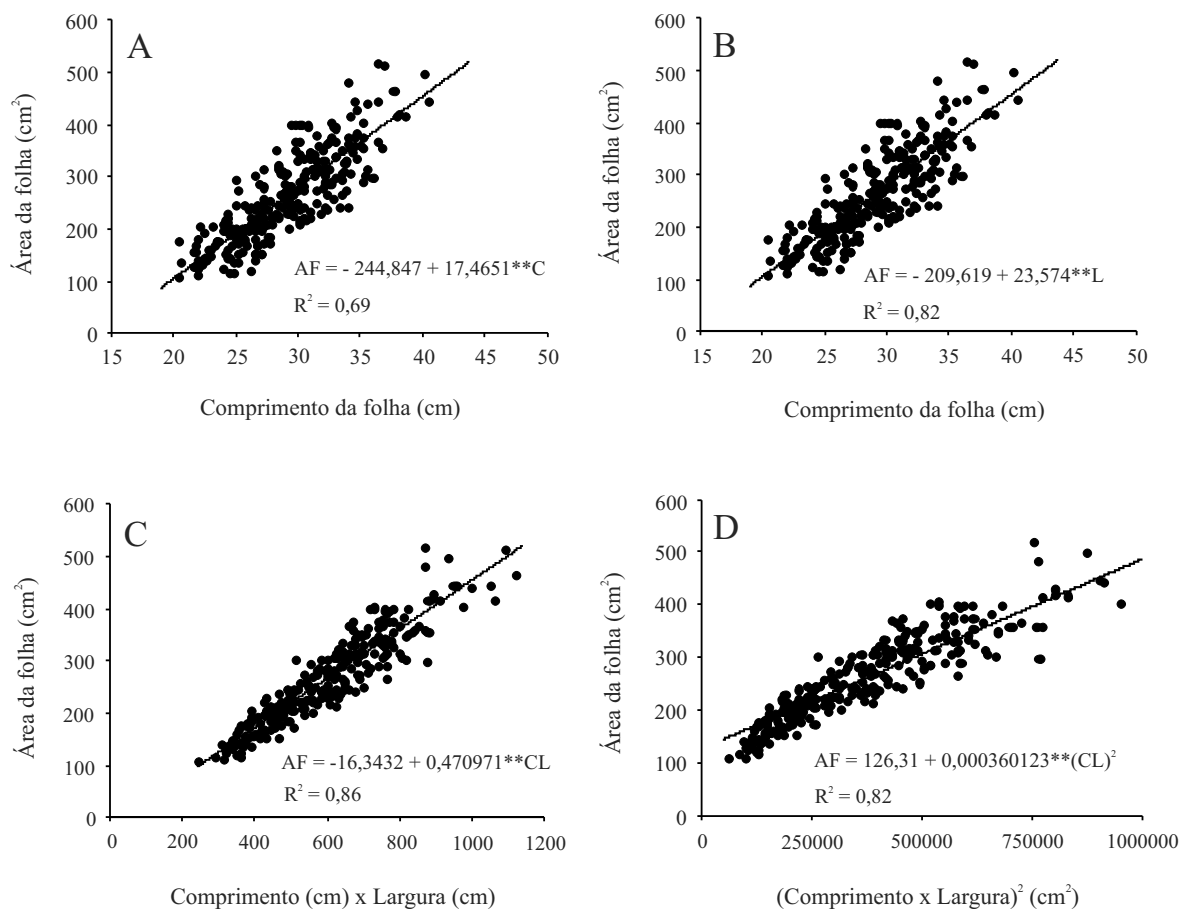 A
600
500
400
300
200
100
0
Área da folha (cm²)
AF = - 244,847 + 17,4651**C
R² = 0,69
15 20 25 30 35 40 45 50
Comprimento da folha (cm)
B
600
500
400
300
200
100
0
Área da folha (cm²)
AF = - 209,619 + 23,574**L
R² = 0,82
15 20 25 30 35 40 45 50
Comprimento da folha (cm)
C
600
500
400
300
200
100
0
Área da folha (cm²)
AF = -16,3432 + 0,470971**CL
R² = 0,86
0 200 400 600 800 1000 1200
Comprimento (cm) x Largura (cm)
D
600
500
400
300
200
100
0
Área da folha (cm²)
AF = 126,31 + 0,000360123**(CL)²
R² = 0,82
0 250000 500000 750000 1000000
(Comprimento x Largura)² (cm²)